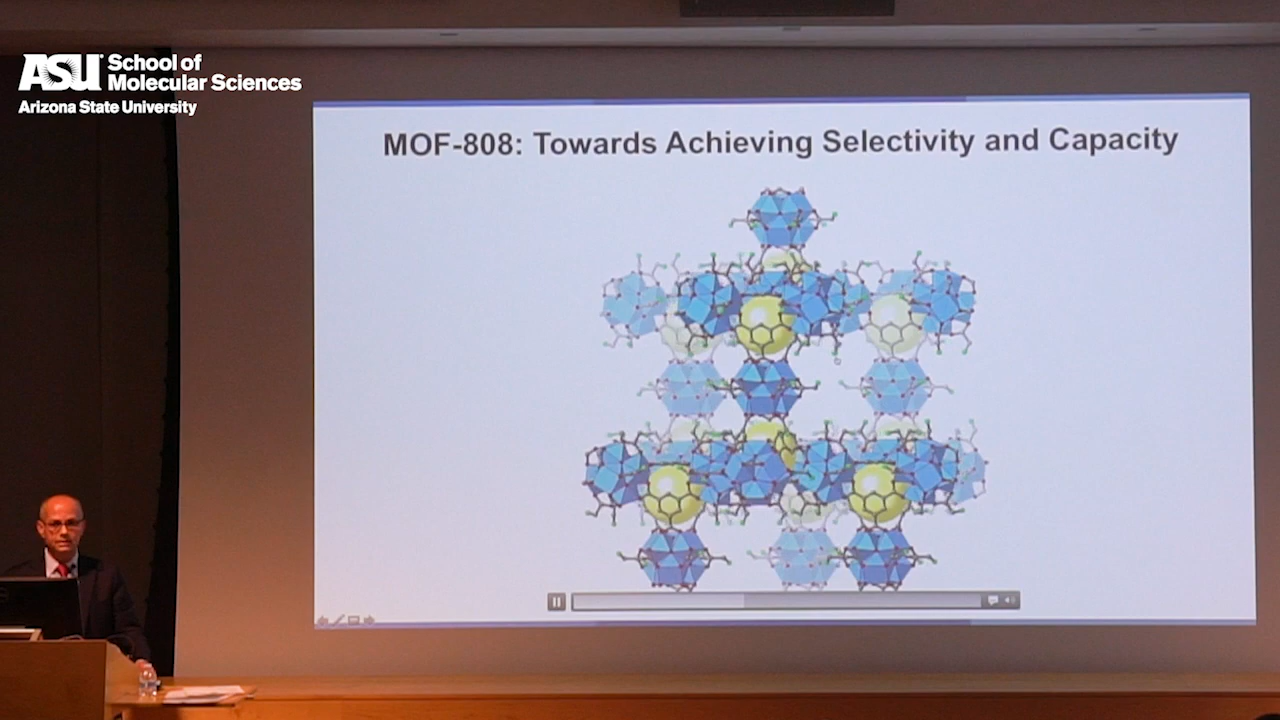 ASU School of
Molecular Sciences
Arizona State University
MOF-808: Towards Achieving Selectivity and Capacity